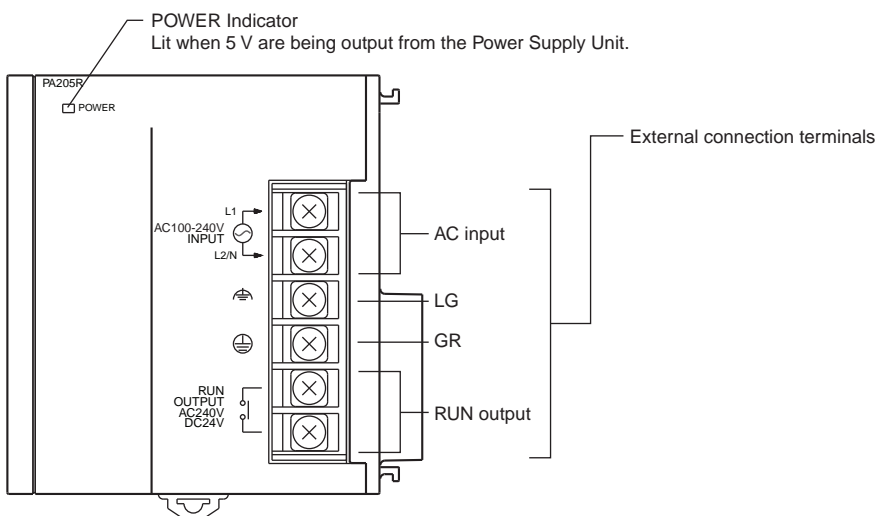 POWER Indicator
Lit when 5 V are being output from the Power Supply Unit.
PA205R
POWER
External connection terminals
L1
AC100-240V
INPUT
L2/N
AC input
LG
GR
RUN
OUTPUT
AC240V
DC24V
RUN output